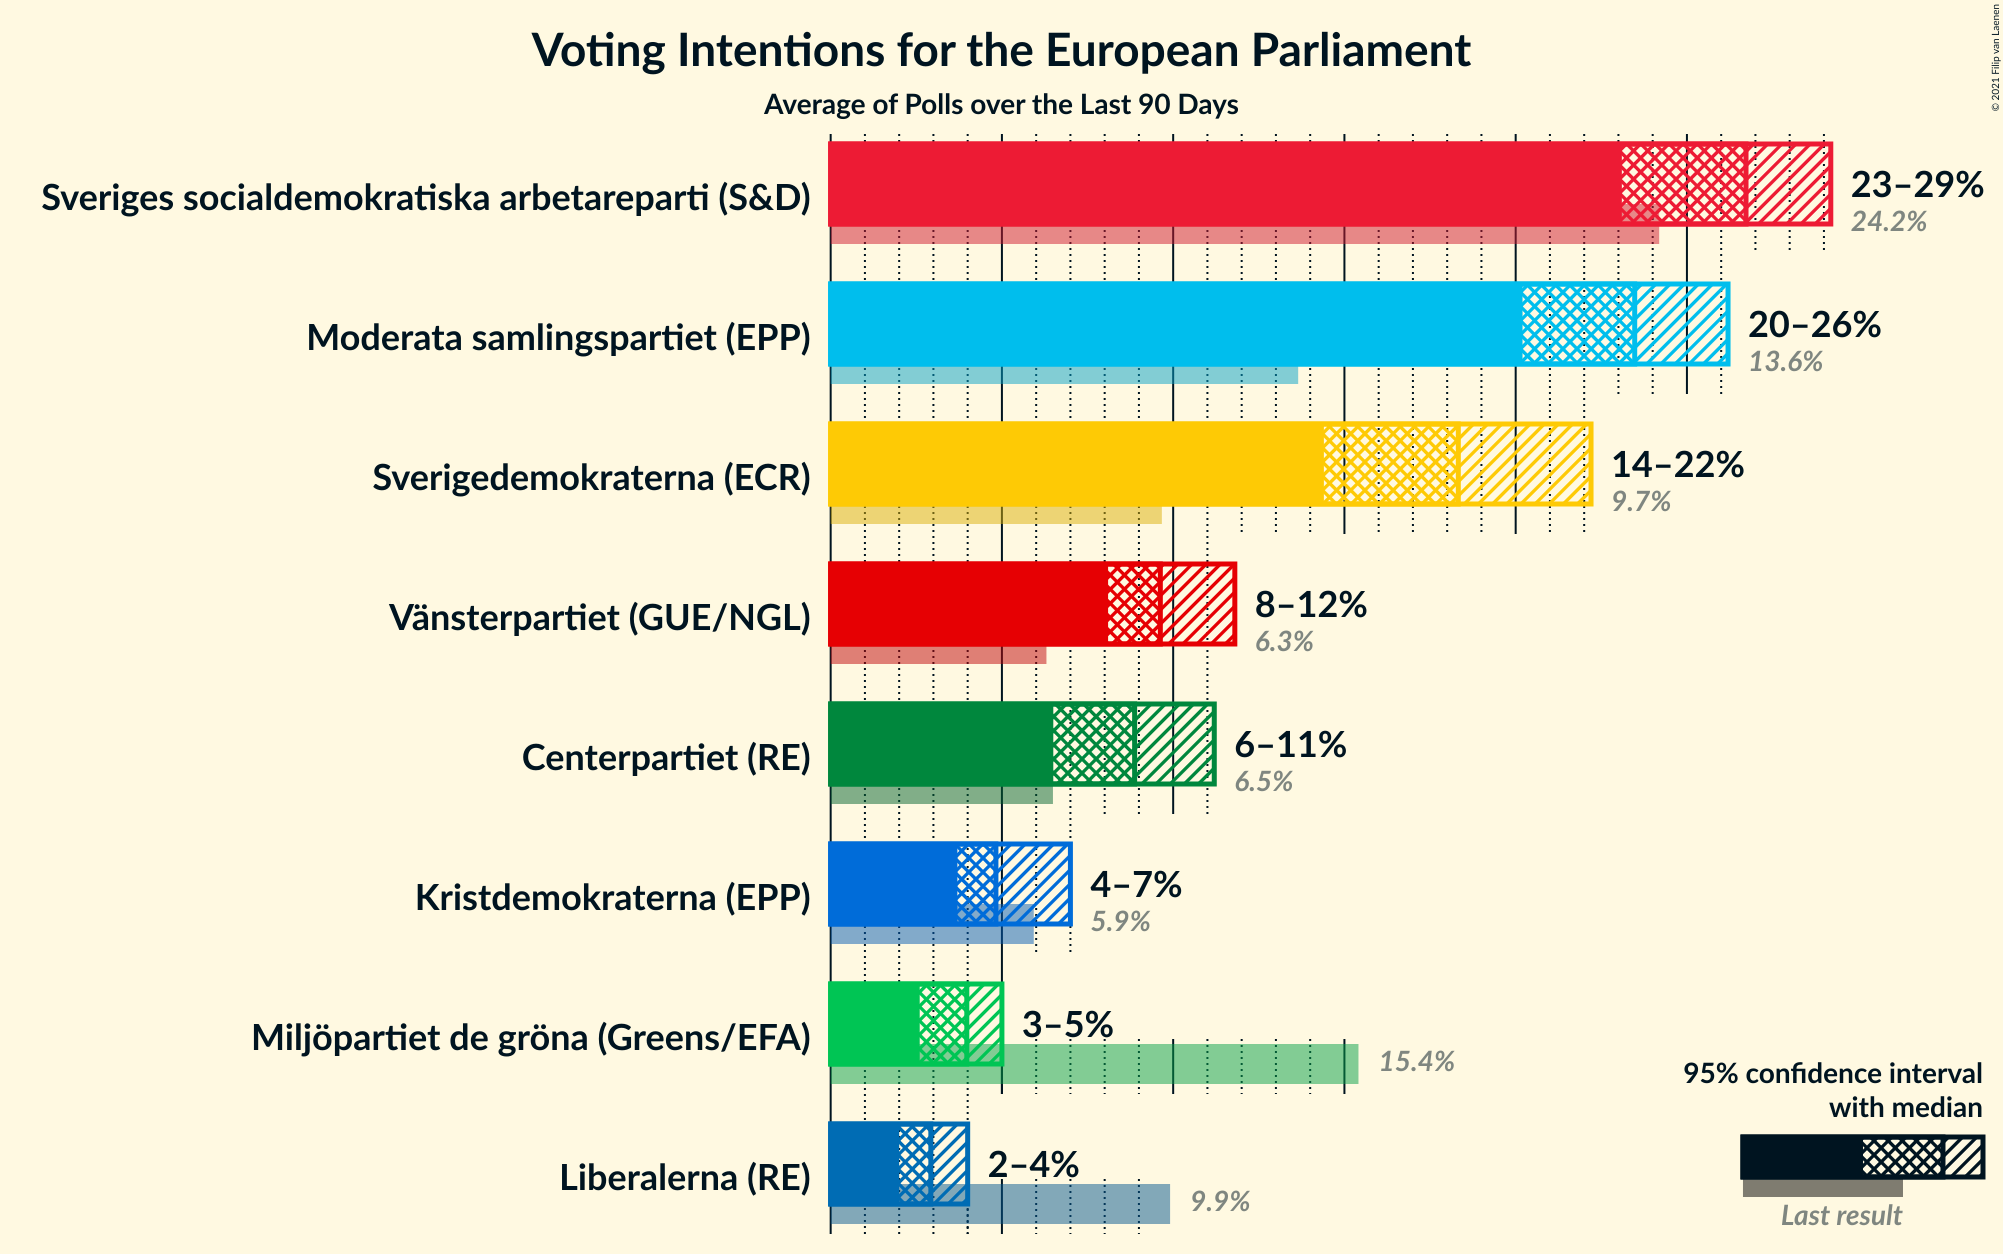 Voting Intentions for the European Parliament
Average of Polls over the Last 90 Days
© 2021 Filip van Laenen
Sveriges socialdemokratiska arbetareparti (S&D)
23–29%
24.2%
Moderata samlingspartiet (EPP)
20–26%
13.6%
Sverigedemokraterna (ECR)
14–22%
9.7%
Vänsterpartiet (GUE/NGL)
8–12%
6.3%
Centerpartiet (RE)
6–11%
6.5%
Kristdemokraterna (EPP)
4–7%
5.9%
Miljöpartiet de gröna (Greens/EFA)
3–5%
15.4%
Liberalerna (RE)
2–4%
9.9%
95% confidence interval
with median
Last result